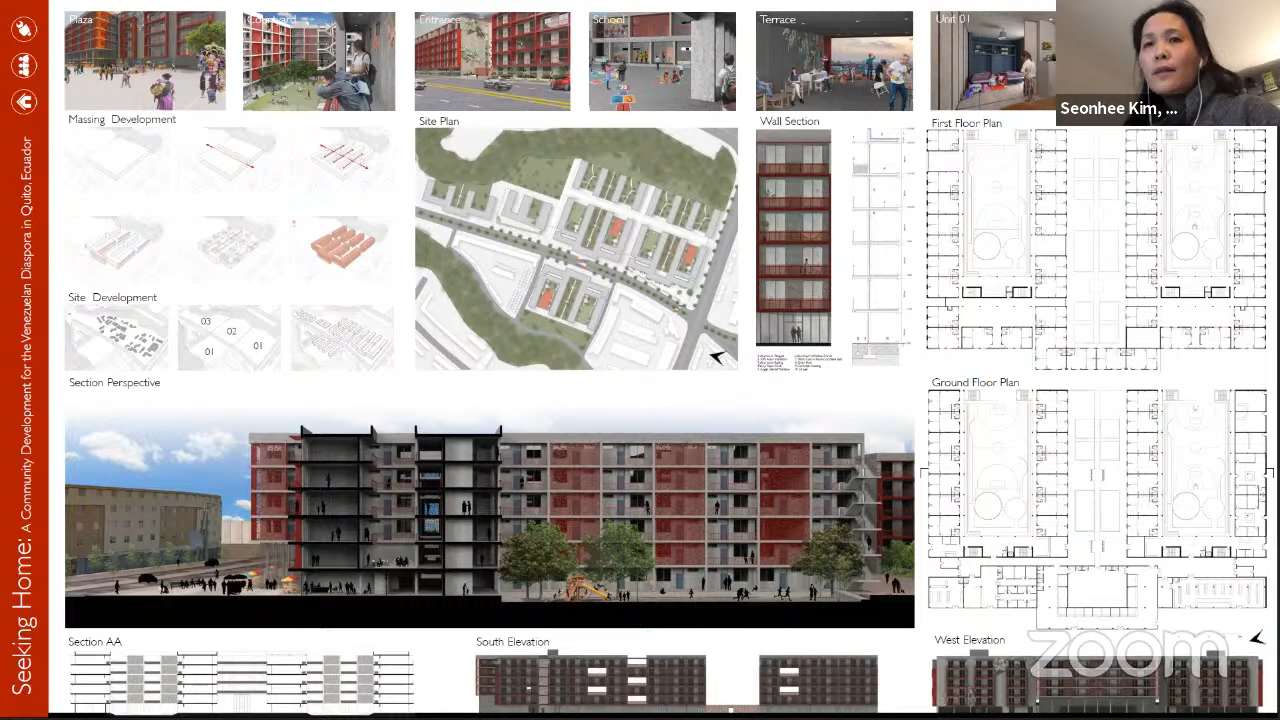 Seeking Home: A Community Development for the Venezuelan Diaspora in Quito, Ecuador
Plaza
Courtyard
Entrance
School
Terrace
Unit 01
Seonhee Kim, ...
Massing Development
Site Plan
Wall Section
First Floor Plan
Site Development
03
02
01
01
Section Perspective
Ground Floor Plan
Section AA
South Elevation
West Elevation
zoom